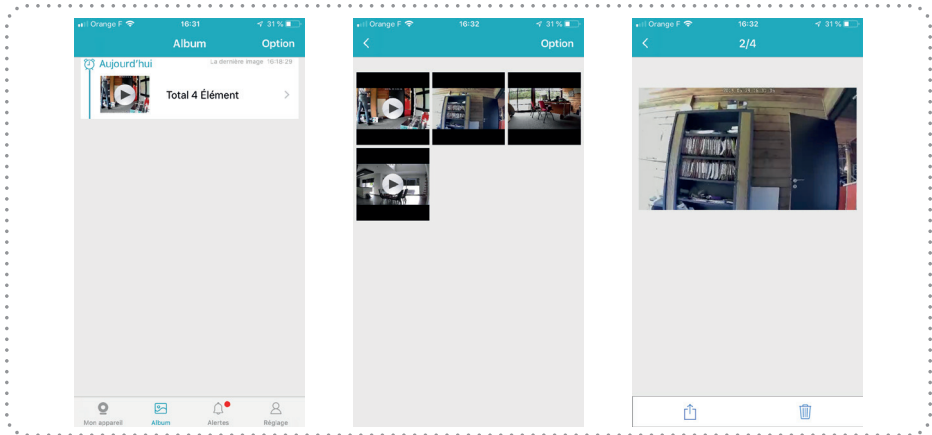 Orange F 16:31 31 %
Album Option
Aujourd'hui La dernière image 16:18:29
Total 4 Élément
Mon appareil Album Alertes Réglage
Orange F 16:32 31 %
Option
Orange F 16:32 31 %
2/4